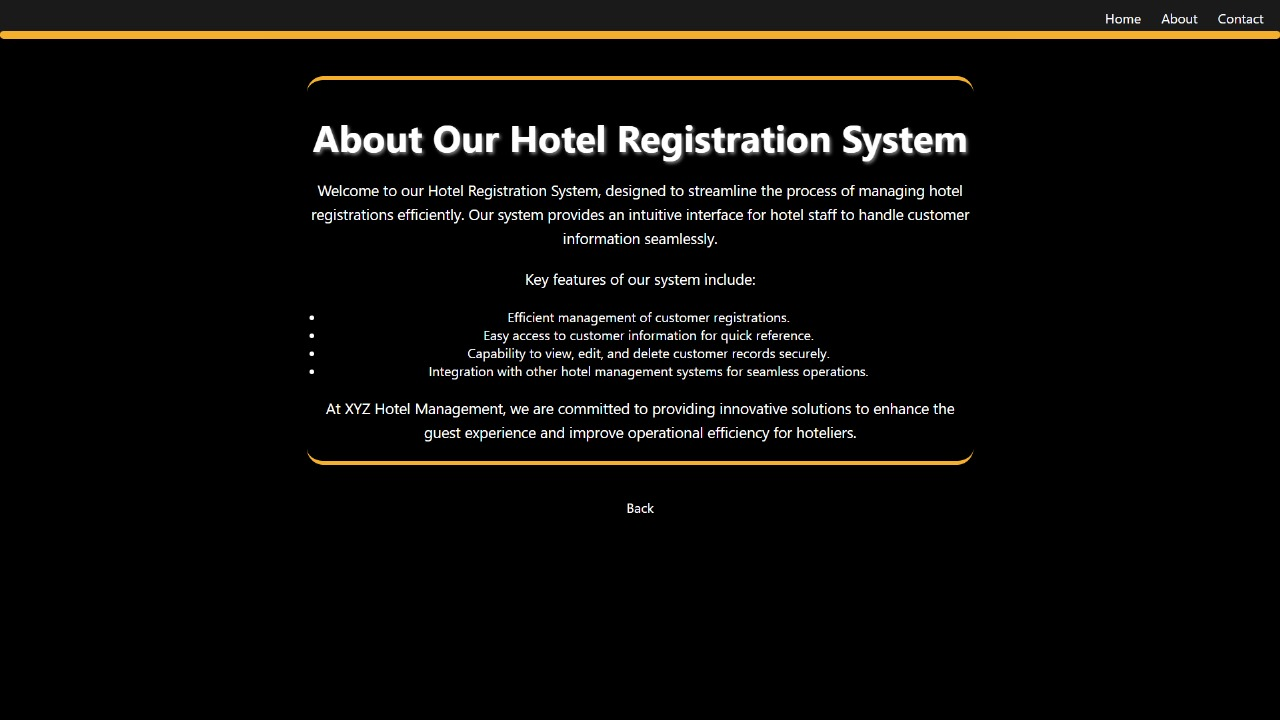 Home About Contact
About Our Hotel Registration System
Welcome to our Hotel Registration System, designed to streamline the process of managing hotel
registrations efficiently. Our system provides an intuitive interface for hotel staff to handle customer
information seamlessly.
Key features of our system include:
• Efficient management of customer registrations.
• Easy access to customer information for quick reference.
• Capability to view, edit, and delete customer records securely.
• Integration with other hotel management systems for seamless operations.
At XYZ Hotel Management, we are committed to providing innovative solutions to enhance the
guest experience and improve operational efficiency for hoteliers.
Back